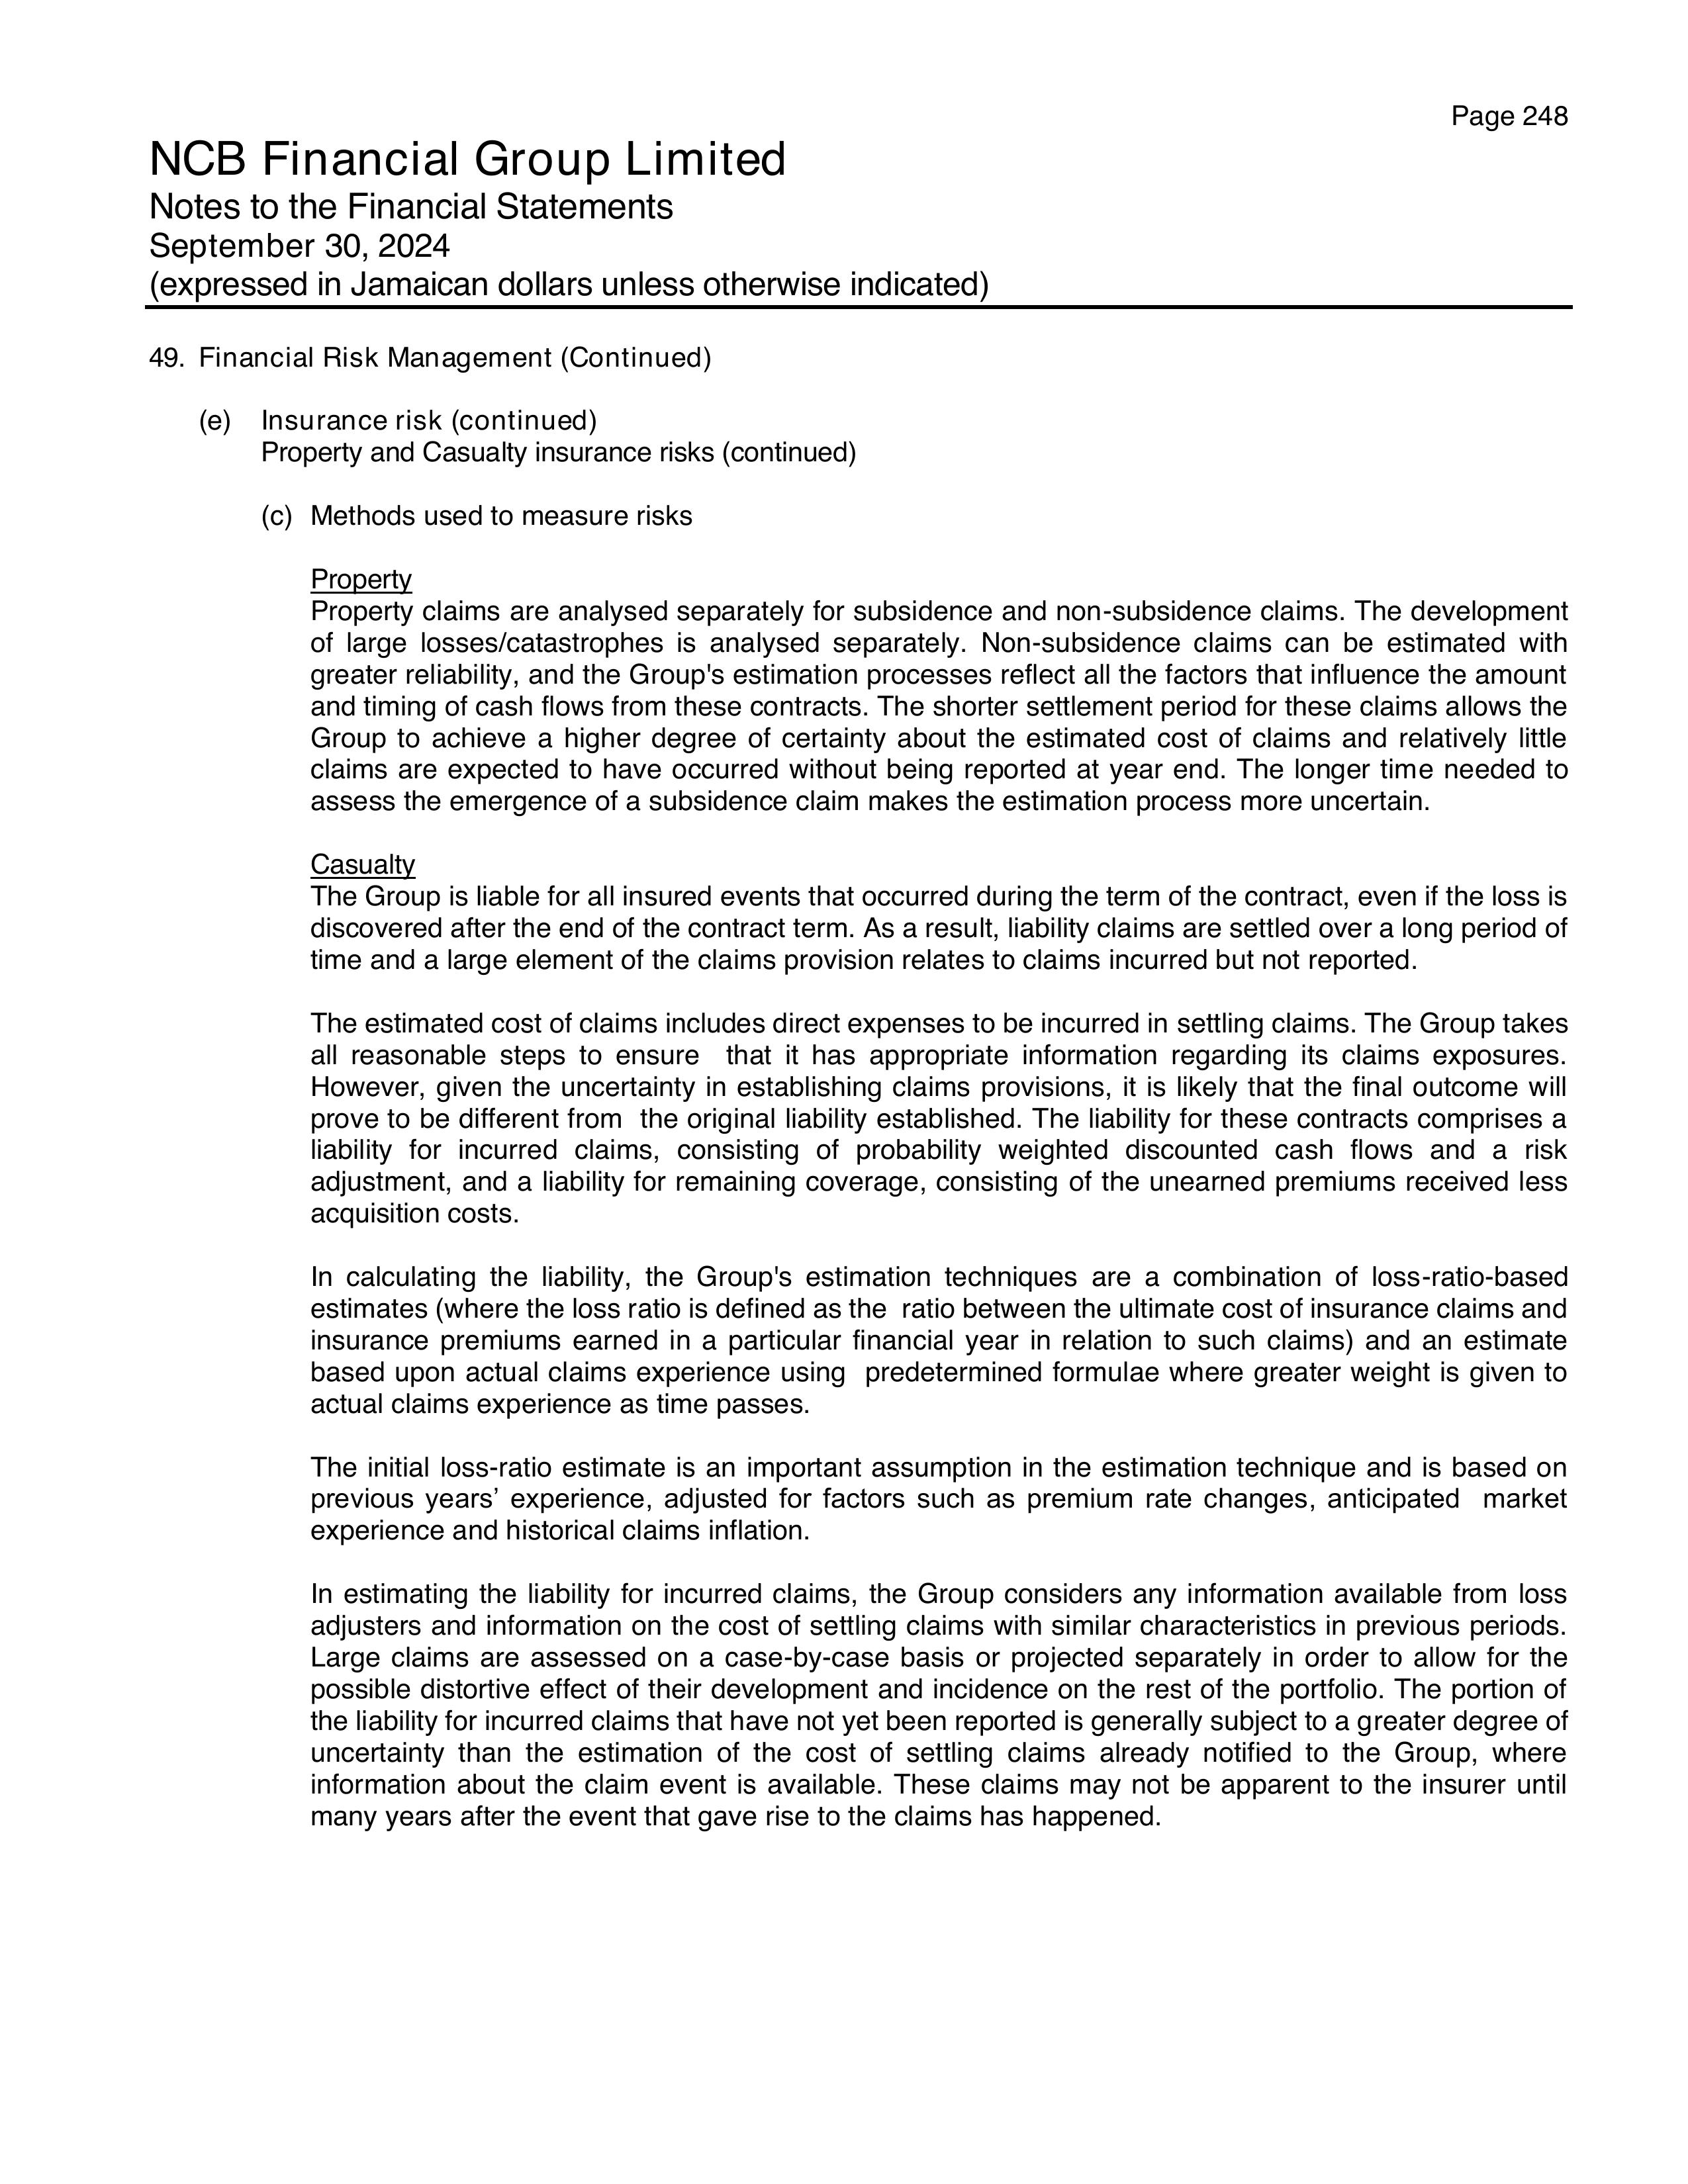 Page 248
NCB Financial Group Limited
Notes to the Financial Statements
September 30, 2024
(expressed in Jamaican dollars unless otherwise indicated)
49. Financial Risk Management (Continued)
(e) Insurance risk (continued)
Property and Casualty insurance risks (continued)
(c) Methods used to measure risks
Property
Property claims are analysed separately for subsidence and non-subsidence claims. The development
of large losses/catastrophes is analysed separately. Non-subsidence claims can be estimated with
greater reliability, and the Group's estimation processes reflect all the factors that influence the amount
and timing of cash flows from these contracts. The shorter settlement period for these claims allows the
Group to achieve a higher degree of certainty about the estimated cost of claims and relatively little
claims are expected to have occurred without being reported at year end. The longer time needed to
assess the emergence of a subsidence claim makes the estimation process more uncertain.
Casualty
The Group is liable for all insured events that occurred during the term of the contract, even if the loss is
discovered after the end of the contract term. As a result, liability claims are settled over a long period of
time and a large element of the claims provision relates to claims incurred but not reported.
The estimated cost of claims includes direct expenses to be incurred in settling claims. The Group takes
all reasonable steps to ensure that it has appropriate information regarding its claims exposures.
However, given the uncertainty in establishing claims provisions, it is likely that the final outcome will
prove to be different from the original liability established. The liability for these contracts comprises a
liability for incurred claims, consisting of probability weighted discounted cash flows and a risk
adjustment, and a liability for remaining coverage, consisting of the unearned premiums received less
acquisition costs.
In calculating the liability, the Group's estimation techniques are a combination of loss-ratio-based
estimates (where the loss ratio is defined as the ratio between the ultimate cost of insurance claims and
insurance premiums earned in a particular financial year in relation to such claims) and an estimate
based upon actual claims experience using predetermined formulae where greater weight is given to
actual claims experience as time passes.
The initial loss-ratio estimate is an important assumption in the estimation technique and is based on
previous years’ experience, adjusted for factors such as premium rate changes, anticipated market
experience and historical claims inflation.
In estimating the liability for incurred claims, the Group considers any information available from loss
adjusters and information on the cost of settling claims with similar characteristics in previous periods.
Large claims are assessed on a case-by-case basis or projected separately in order to allow for the
possible distortive effect of their development and incidence on the rest of the portfolio. The portion of
the liability for incurred claims that have not yet been reported is generally subject to a greater degree of
uncertainty than the estimation of the cost of settling claims already notified to the Group, where
information about the claim event is available. These claims may not be apparent to the insurer until
many years after the event that gave rise to the claims has happened.